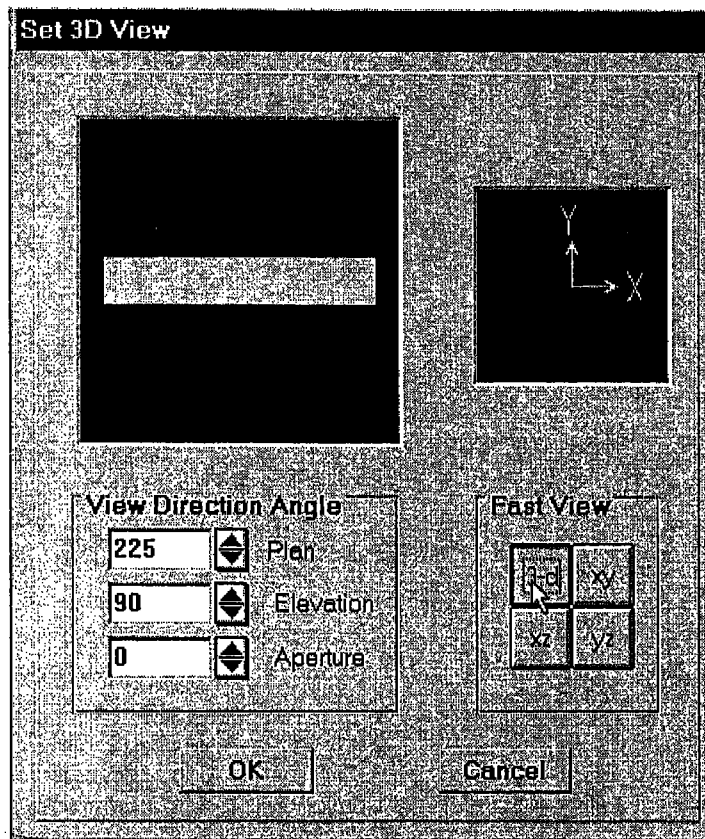 Set 3D View
Y
X
View Direction Angle
225 Plan
90 Elevation
0 Aperture
Fast View
3-d xy
xz yz
OK Cancel